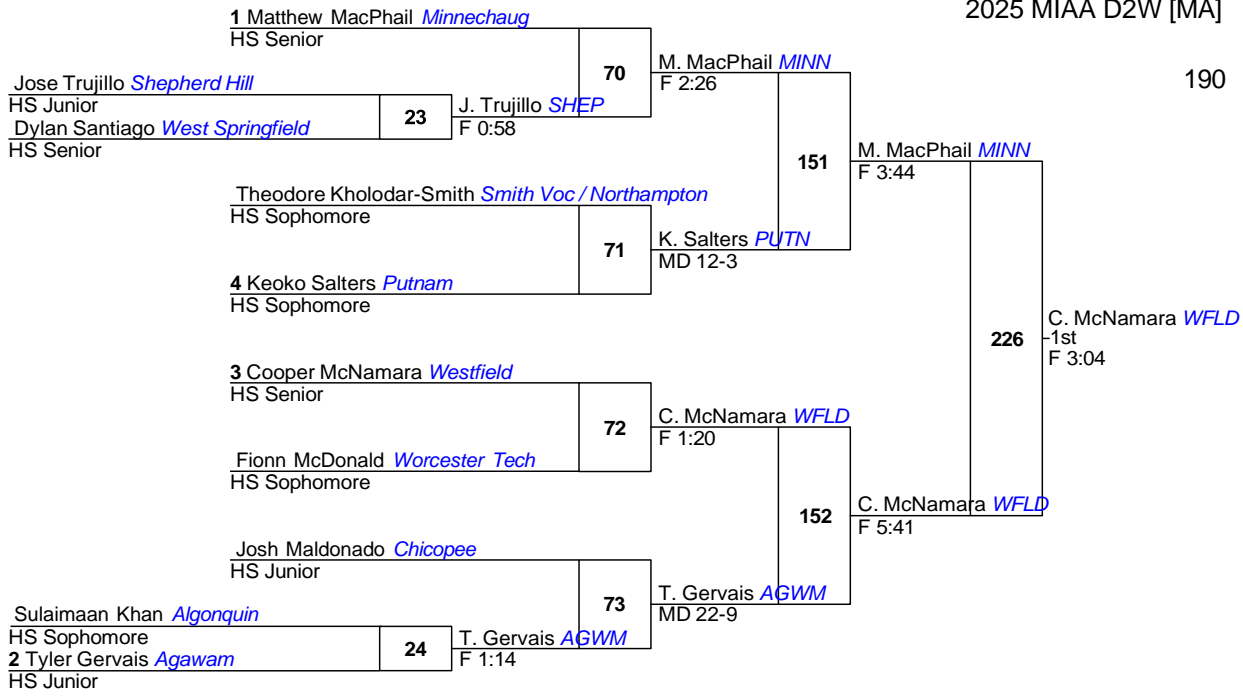 2025 MIAA D2W [MA]
190
1 Matthew MacPhail Minnechaug
HS Senior
70
M. MacPhail MINN
F 2:26
Jose Trujillo Shepherd Hill
HS Junior
23
J. Trujillo SHEP
F 0:58
Dylan Santiago West Springfield
HS Senior
151
M. MacPhail MINN
F 3:44
Theodore Kholodar-Smith Smith Voc / Northampton
HS Sophomore
71
K. Salters PUTN
MD 12-3
4 Keoko Salters Putnam
HS Sophomore
226
C. McNamara WFLD
1st
F 3:04
3 Cooper McNamara Westfield
HS Senior
72
C. McNamara WFLD
F 1:20
Fionn McDonald Worcester Tech
HS Sophomore
152
C. McNamara WFLD
F 5:41
Josh Maldonado Chicopee
HS Junior
73
T. Gervais AGWM
MD 22-9
Sulaimaan Khan Algonquin
HS Sophomore
24
T. Gervais AGWM
F 1:14
2 Tyler Gervais Agawam
HS Junior